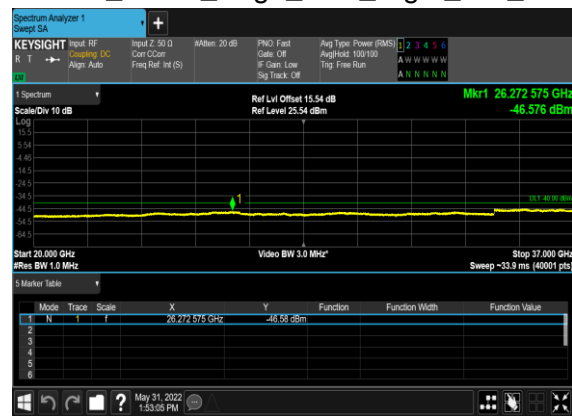 Spectrum Analyzer 1
Swept SA
KEYSIGHT Input: RF Input Z: 50 Ω #Atten: 20 dB PNO: Fast Avg Type: Power (RMS) 1 2 3 4 5 6
R T Coupling: DC Corr CCorr Gate: Off Avg|Hold: 100/100 A W W W W W
Align: Auto Freq Ref: Int (S) IF Gain: Low Trig: Free Run
Sig Track: Off A N N N N N
1 Spectrum Ref Lvl Offset 15.54 dB Mkr1 26.272 575 GHz
Scale/Div 10 dB Ref Level 25.54 dBm -46.576 dBm
Log
15.5
5.54
-4.46
-14.5
-24.5
-34.5 1 DL1 -40.00 dBm
-44.5
-54.5
-64.5
Start 20.000 GHz Video BW 3.0 MHz* Stop 37.000 GHz
#Res BW 1.0 MHz Sweep ~33.9 ms (40001 pts)
5 Marker Table
Mode Trace Scale X Y Function Function Width Function Value
1 N 1 f 26.272 575 GHz -46.58 dBm
2
3
4
5
6
? May 31, 2022
1:53:05 PM